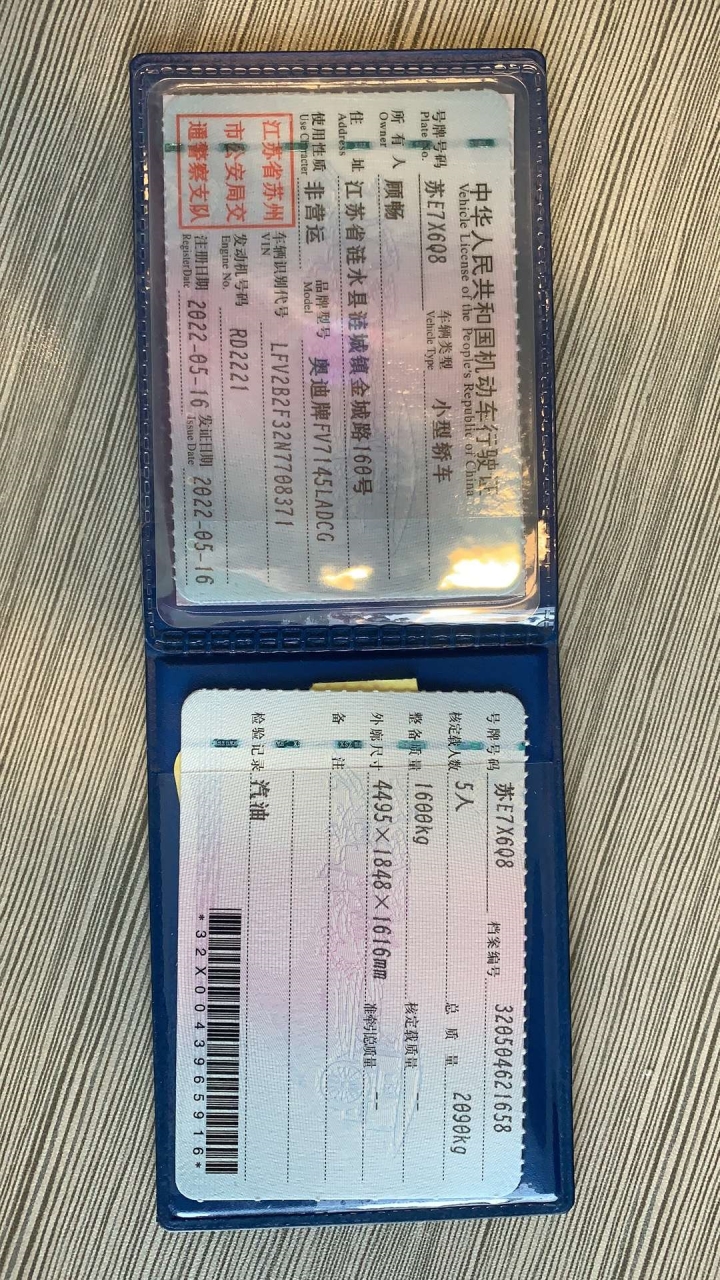 中华人民共和国机动车行驶证
Vehicle License of the People's Republic of China
号牌号码 苏E7X6Q8 车辆类型 小型轿车
Plate No. Vehicle Type
所有人 顾畅
Owner
住址 江苏省涟水县涟城镇金城路160号
Address
使用性质 非营运 品牌型号 奥迪牌FV7145LADCG
Use Character Model
江苏省苏州
市公安局交
通警察支队
车辆识别代号 LFV2B2F32N7708371
VIN
发动机号码 RD2221
Engine No.
注册日期 2022-05-16 发证日期 2022-05-16
Register Date Issue Date
号牌号码 苏E7X6Q8 档案编号 320504621658
核定载人数 5人 总质量 2090kg
整备质量 1600kg 核定载质量 --
外廓尺寸 4495×1848×1616mm 准牵引总质量 --
备注
检验记录 汽油
*32X0043965916*